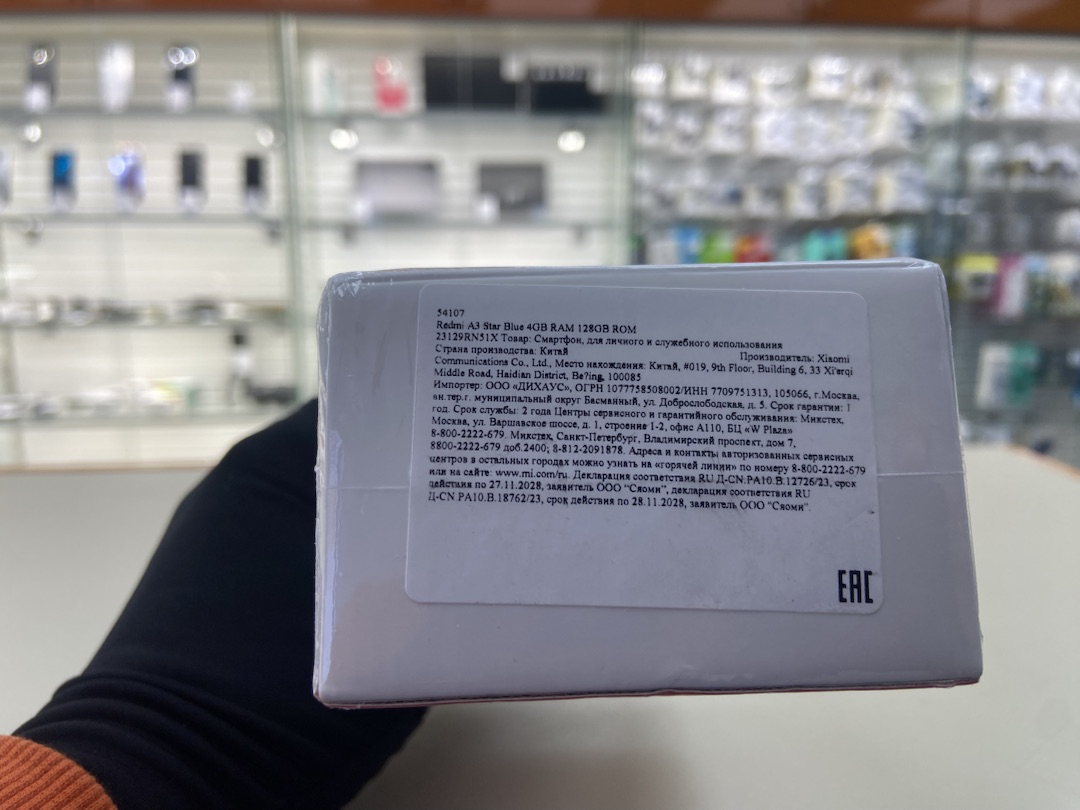 54107
Redmi A3 Star Blue 4GB RAM 128GB ROM
23129RN51X Товар: Смартфон, для личного и служебного использования
Страна производства: Китай Производитель: Xiaomi
Communications Co., Ltd., Место нахождения: Китай, #019, 9th Floor, Building 6, 33 Xi'erqi
Middle Road, Haidian District, Be?ing, 100085
Импортер: ООО «ДИХАУС», ОГРН 1077758508002/ИНН 7709751313, 105066, г.Москва,
вн.тер.г. муниципальный округ Басманный, ул. Доброслободская, д. 5. Срок гарантии: 1
год. Срок службы: 2 года Центры сервисного и гарантийного обслуживания: Микстех,
Москва, ул. Варшавское шоссе, д. 1, строение 1-2, офис А110, БЦ «W Plaza»
8-800-2222-679. Микстех, Санкт-Петербург, Владимирский проспект, дом 7,
8800-2222-679 доб.2400; 8-812-2091878. Адреса и контакты авторизованных сервисных
центров в остальных городах можно узнать на «горячей линии» по номеру 8-800-2222-679
или на сайте: www.mi.com/ru. Декларация соответствия RU Д-CN.РА10.В.12726/23, срок
действия по 27.11.2028, заявитель ООО "Сяоми", декларация соответствия RU
Д-CN РА10.В.18762/23, срок действия по 28.11.2028, заявитель ООО "Сяоми".
EAC